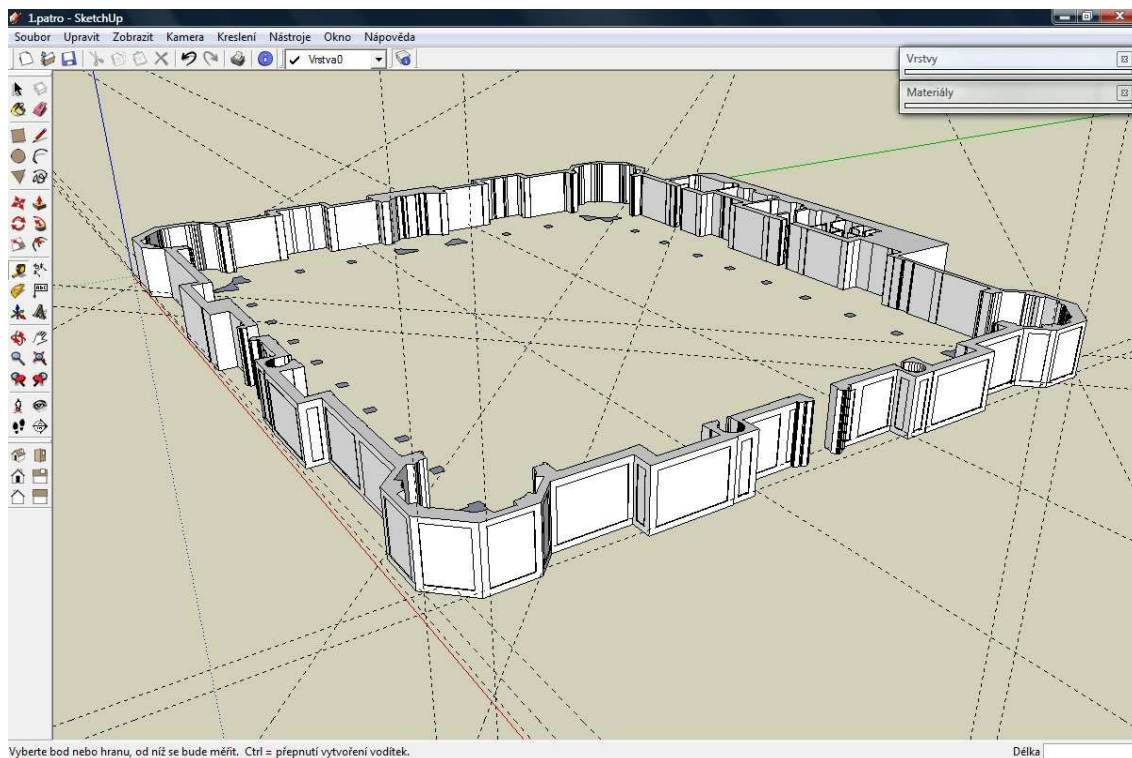 1.patro - SketchUp
Soubor Upravit Zobrazit Kamera Kreslení Nástroje Okno Nápověda
Vrstva0
Vrstvy
Materiály
Vyberte bod nebo hranu, od níž se bude měřit. Ctrl = přepnutí vytvoření vodítek.
Délka